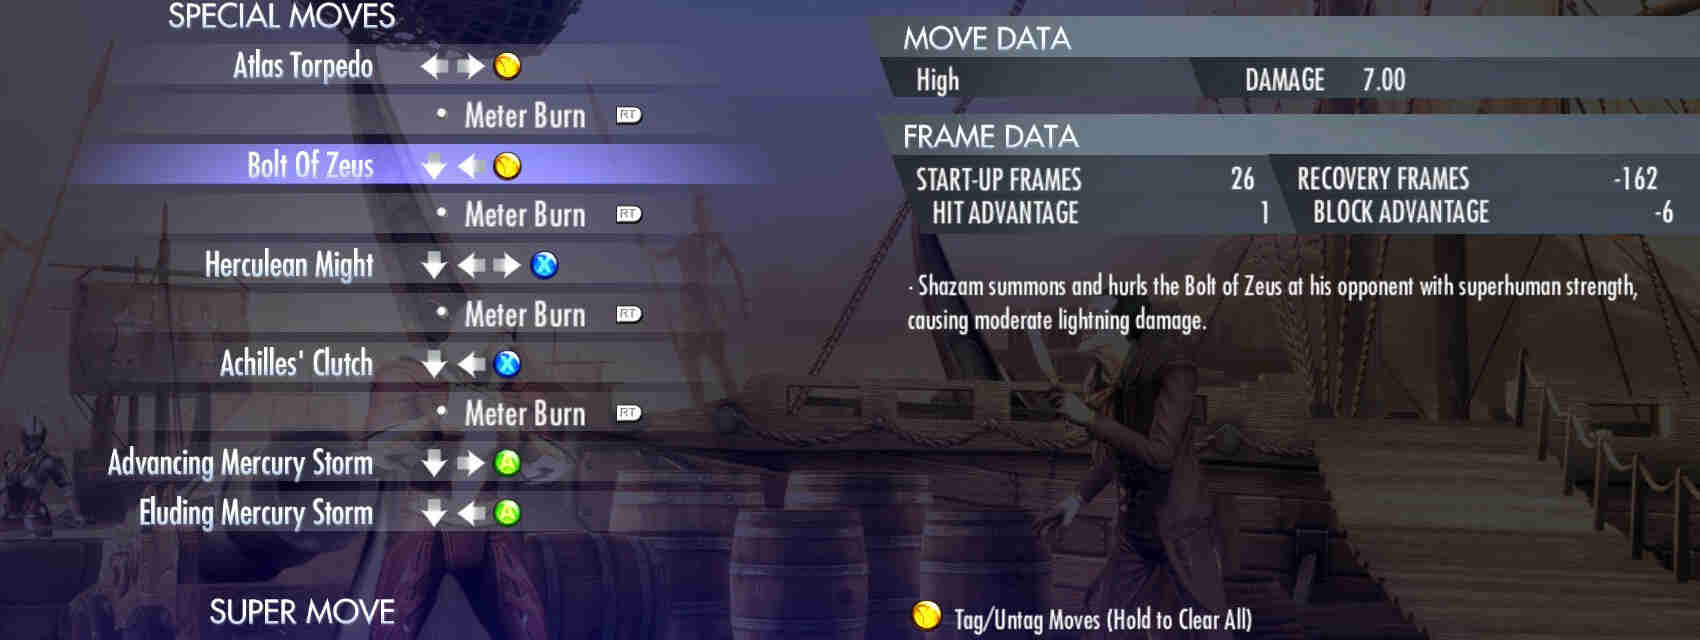 SPECIAL MOVES
Atlas Torpedo Y
• Meter Burn RT
Bolt Of Zeus Y
• Meter Burn RT
Herculean Might X
• Meter Burn RT
Achilles' Clutch X
• Meter Burn RT
Advancing Mercury Storm A
Eluding Mercury Storm A
SUPER MOVE
MOVE DATA
High DAMAGE 7.00
FRAME DATA
START-UP FRAMES 26 RECOVERY FRAMES -162
HIT ADVANTAGE 1 BLOCK ADVANTAGE -6
- Shazam summons and hurls the Bolt of Zeus at his opponent with superhuman strength,
causing moderate lightning damage.
Y Tag/Untag Moves (Hold to Clear All)